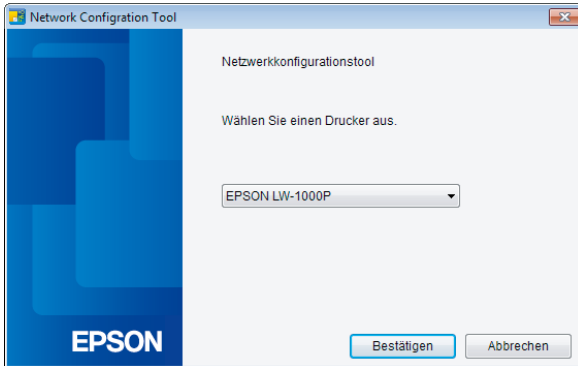 Network Configration Tool
Netzwerkkonfigurationstool
Wählen Sie einen Drucker aus.
EPSON LW-1000P
EPSON
Bestätigen
Abbrechen